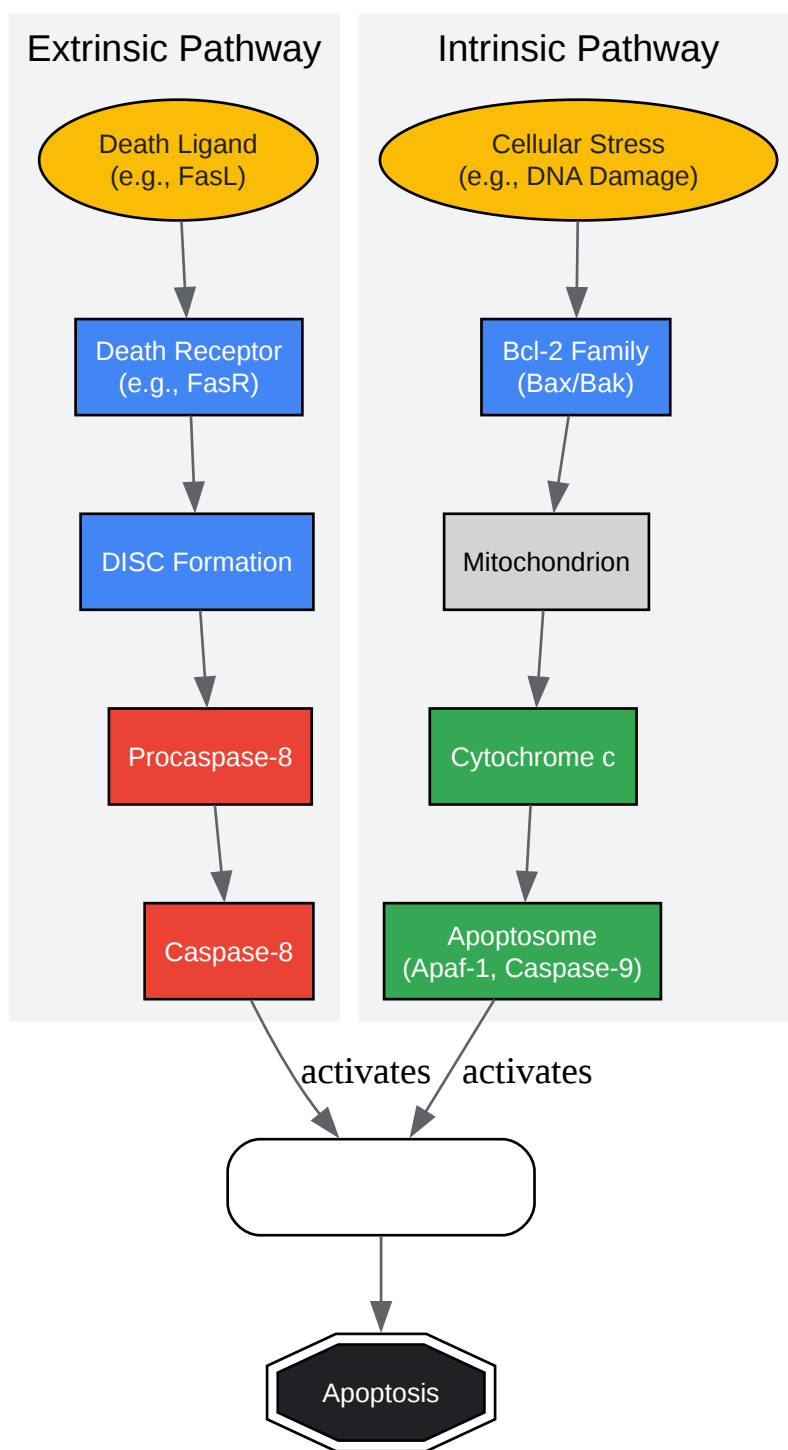 Extrinsic Pathway
Death Ligand
(e.g., FasL)
Death Receptor
(e.g., FasR)
DISC Formation
Procaspase-8
Caspase-8
Intrinsic Pathway
Cellular Stress
(e.g., DNA Damage)
Bcl-2 Family
(Bax/Bak)
Mitochondrion
Cytochrome c
Apoptosome
(Apaf-1, Caspase-9)
activates
activates
Apoptosis